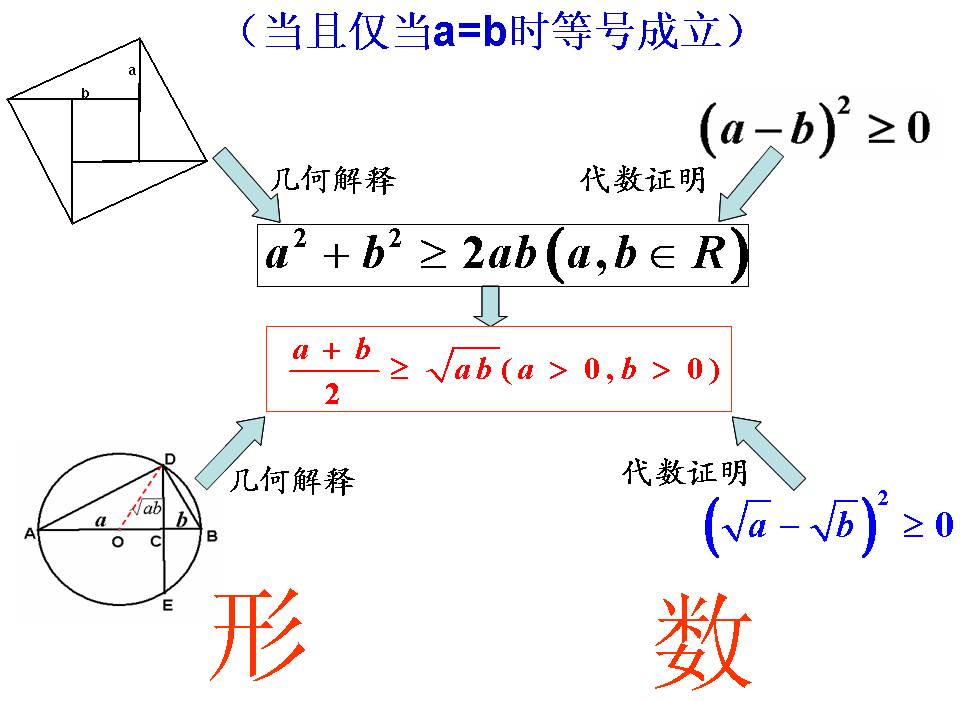 （当且仅当a=b时等号成立）
a
b
(a − b)² ≥ 0
几何解释
代数证明
a² + b² ≥ 2ab(a,b ∈ R)
(a + b)/2 ≥ √ab (a > 0, b > 0)
D
√ab
a
b
A
O
C
B
E
几何解释
代数证明
(√a − √b)² ≥ 0
形
数